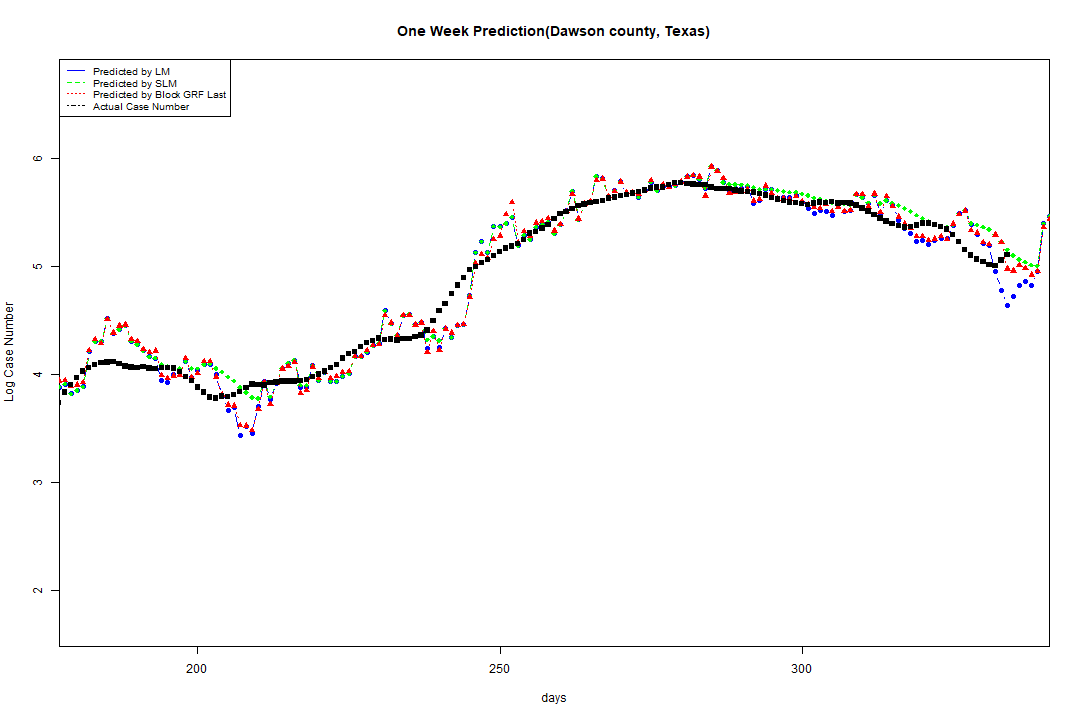 One Week Prediction(Dawson county, Texas)
Predicted by LM
Predicted by SLM
Predicted by Block GRF Last
Actual Case Number
6
5
4
3
2
Log Case Number
200 250 300
days